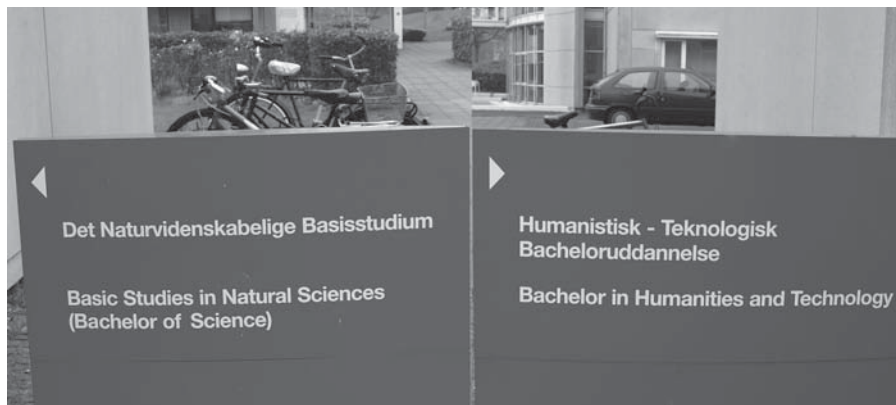 Det Naturvidenskabelige Basisstudium
Basic Studies in Natural Sciences
(Bachelor of Science)
Humanistisk - Teknologisk
Bacheloruddannelse
Bachelor in Humanities and Technology